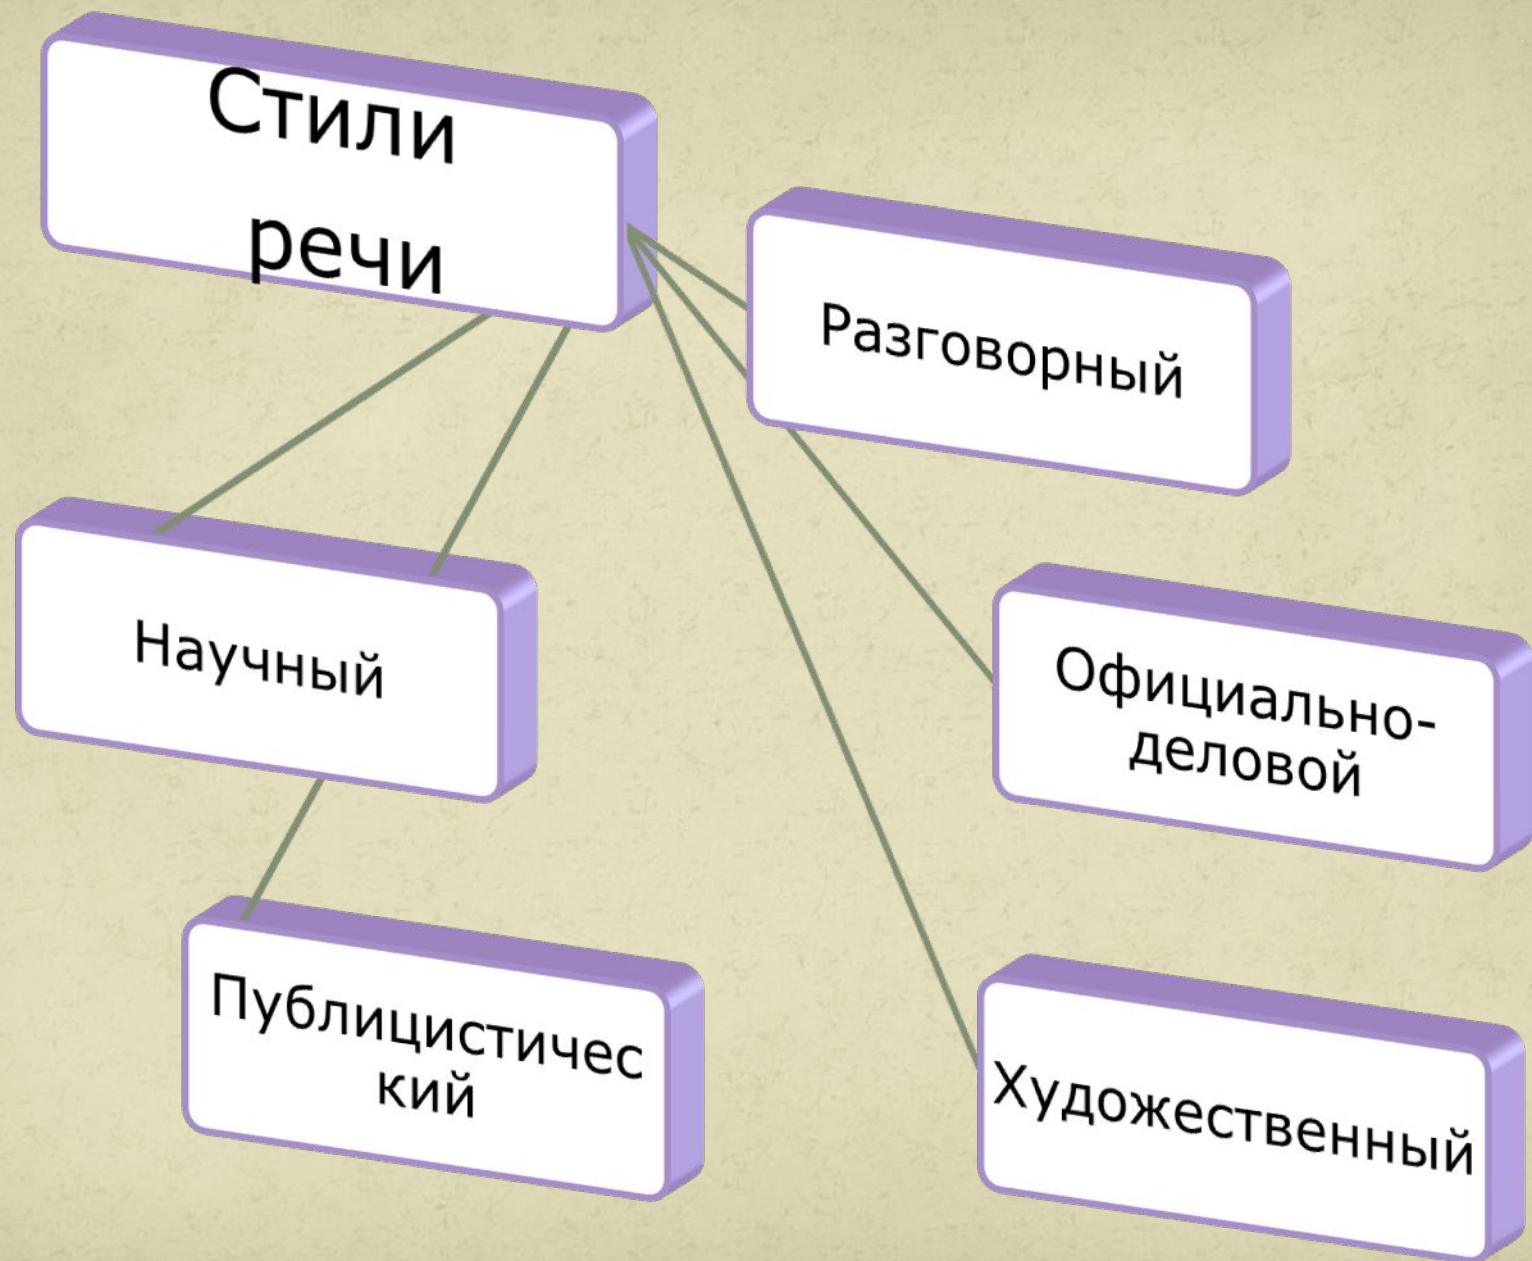 Стили
речи
Разговорный
Научный
Официально-
деловой
Публицистичес
кий
Художественный